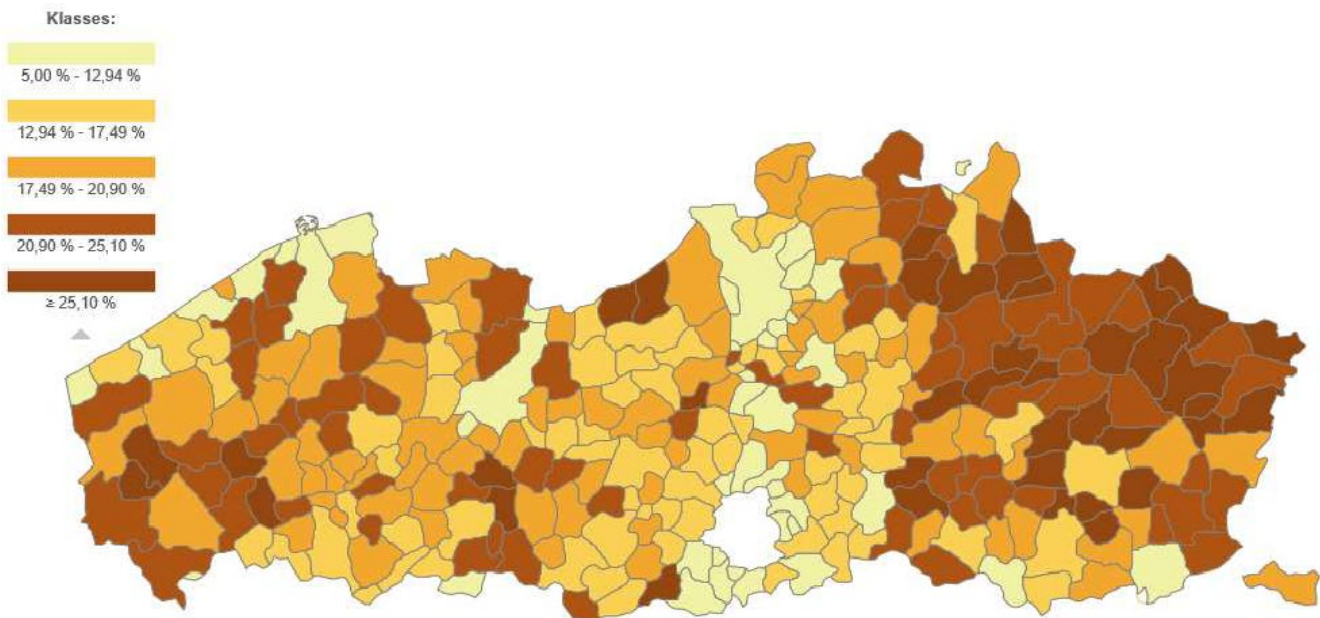 Klasses:
5,00 % - 12,94 %
12,94 % - 17,49 %
17,49 % - 20,90 %
20,90 % - 25,10 %
≥ 25,10 %